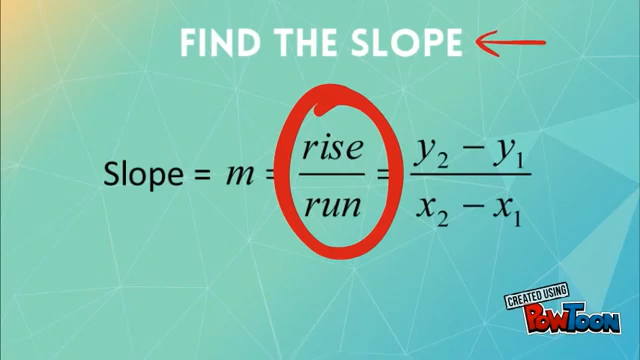 FIND THE SLOPE
Slope = m = rise/run = y₂ − y₁/x₂ − x₁
CREATED USING
POWTOON